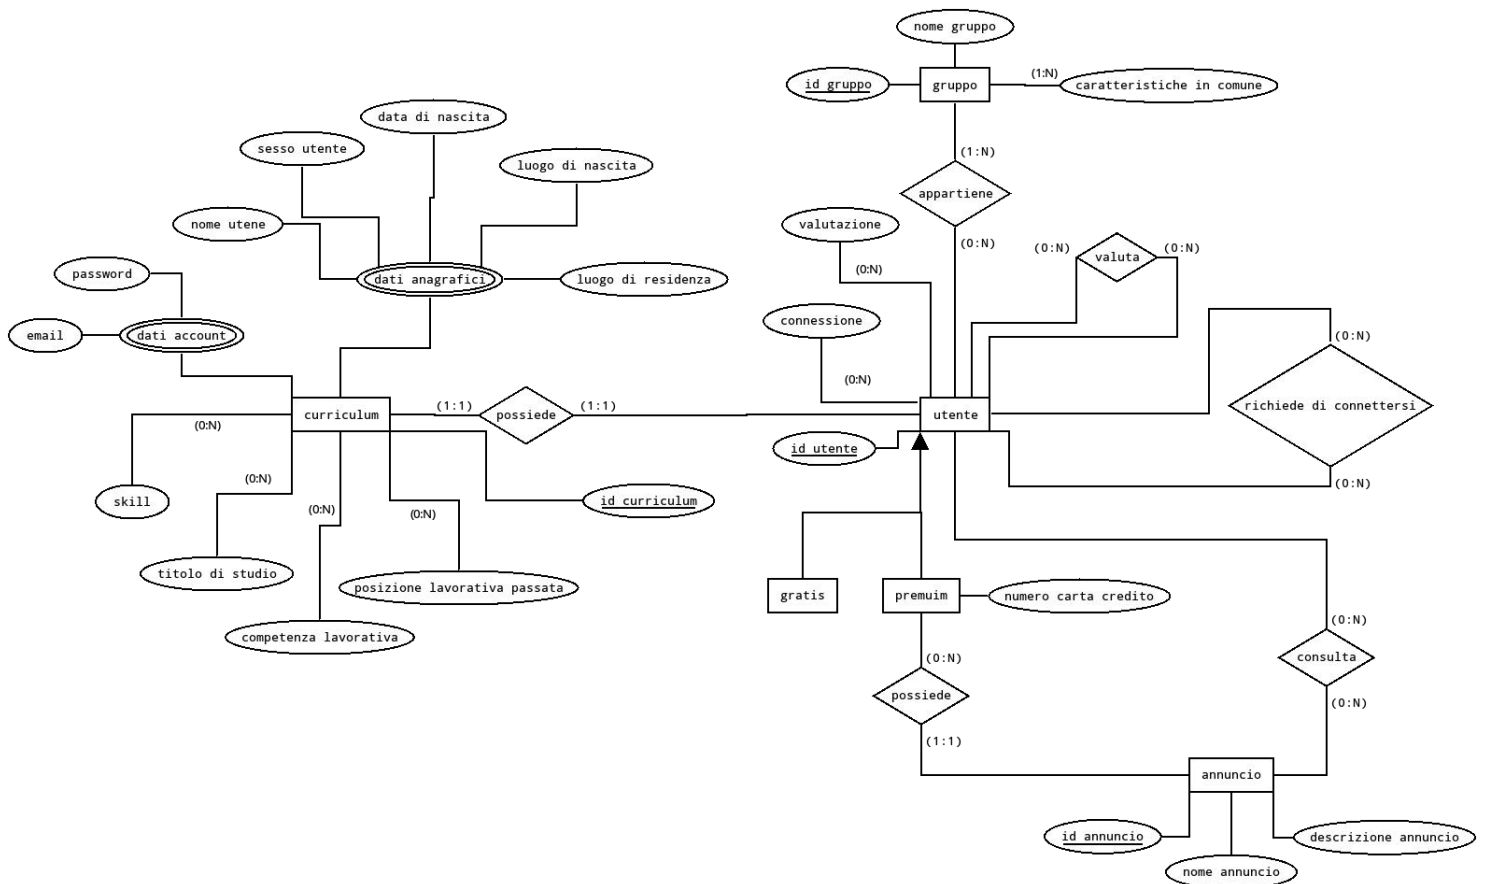 nome gruppo
id gruppo
gruppo
(1:N)
caratteristiche in comune
data di nascita
sesso utente
luogo di nascita
(1:N)
appartiene
nome utene
valutazione
(0:N)
(0:N)
valuta
(0:N)
password
dati anagrafici
luogo di residenza
(0:N)
email
dati account
connessione
(0:N)
(0:N)
curriculum
(1:1)
possiede
(1:1)
utente
richiede di connettersi
(0:N)
id utente
(0:N)
(0:N)
(0:N)
(0:N)
skill
id curriculum
titolo di studio
posizione lavorativa passata
gratis
premuim
numero carta credito
competenza lavorativa
(0:N)
(0:N)
consulta
possiede
(0:N)
(1:1)
annuncio
id annuncio
descrizione annuncio
nome annuncio